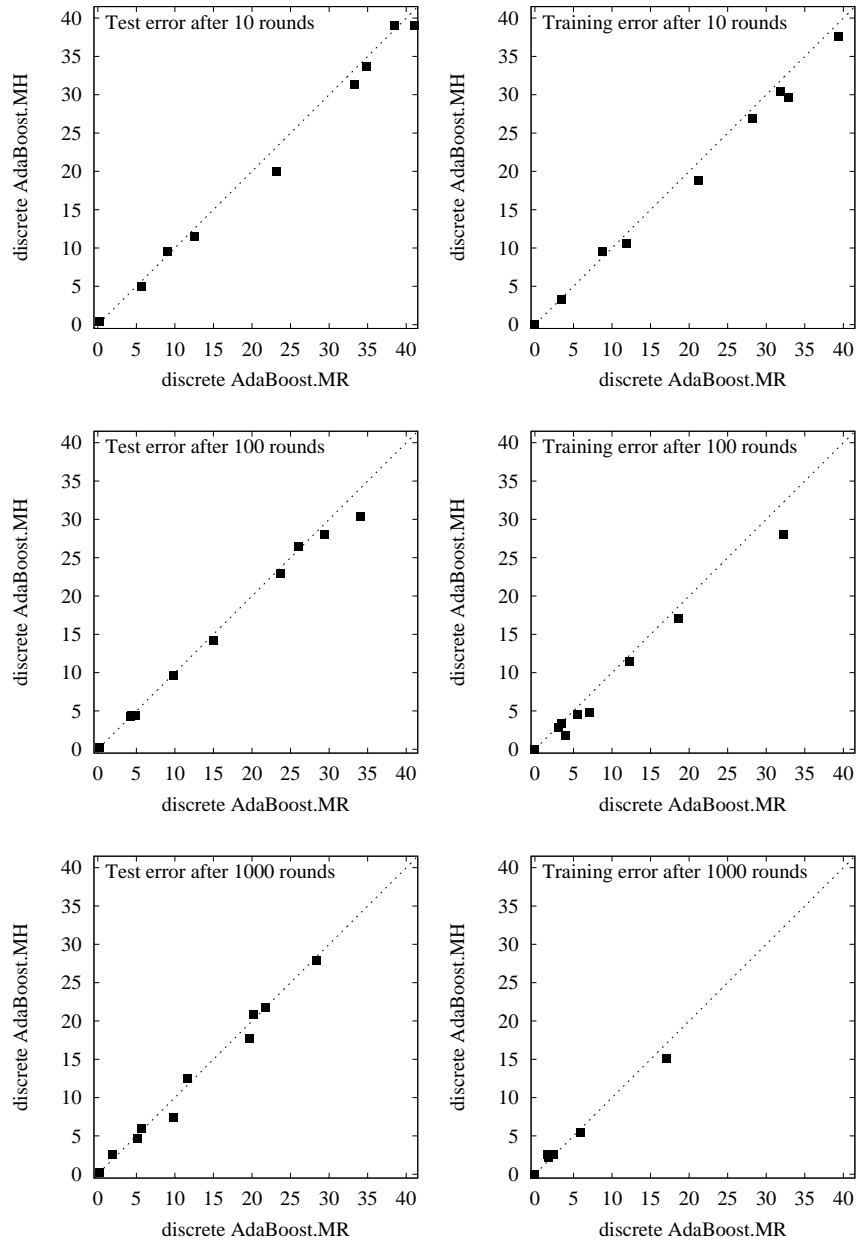 Test error after 10 rounds
40
35
30
25
20
15
10
5
0
discrete AdaBoost.MH
0 5 10 15 20 25 30 35 40
discrete AdaBoost.MR
Training error after 10 rounds
40
35
30
25
20
15
10
5
0
discrete AdaBoost.MH
0 5 10 15 20 25 30 35 40
discrete AdaBoost.MR
Test error after 100 rounds
40
35
30
25
20
15
10
5
0
discrete AdaBoost.MH
0 5 10 15 20 25 30 35 40
discrete AdaBoost.MR
Training error after 100 rounds
40
35
30
25
20
15
10
5
0
discrete AdaBoost.MH
0 5 10 15 20 25 30 35 40
discrete AdaBoost.MR
Test error after 1000 rounds
40
35
30
25
20
15
10
5
0
discrete AdaBoost.MH
0 5 10 15 20 25 30 35 40
discrete AdaBoost.MR
Training error after 1000 rounds
40
35
30
25
20
15
10
5
0
discrete AdaBoost.MH
0 5 10 15 20 25 30 35 40
discrete AdaBoost.MR